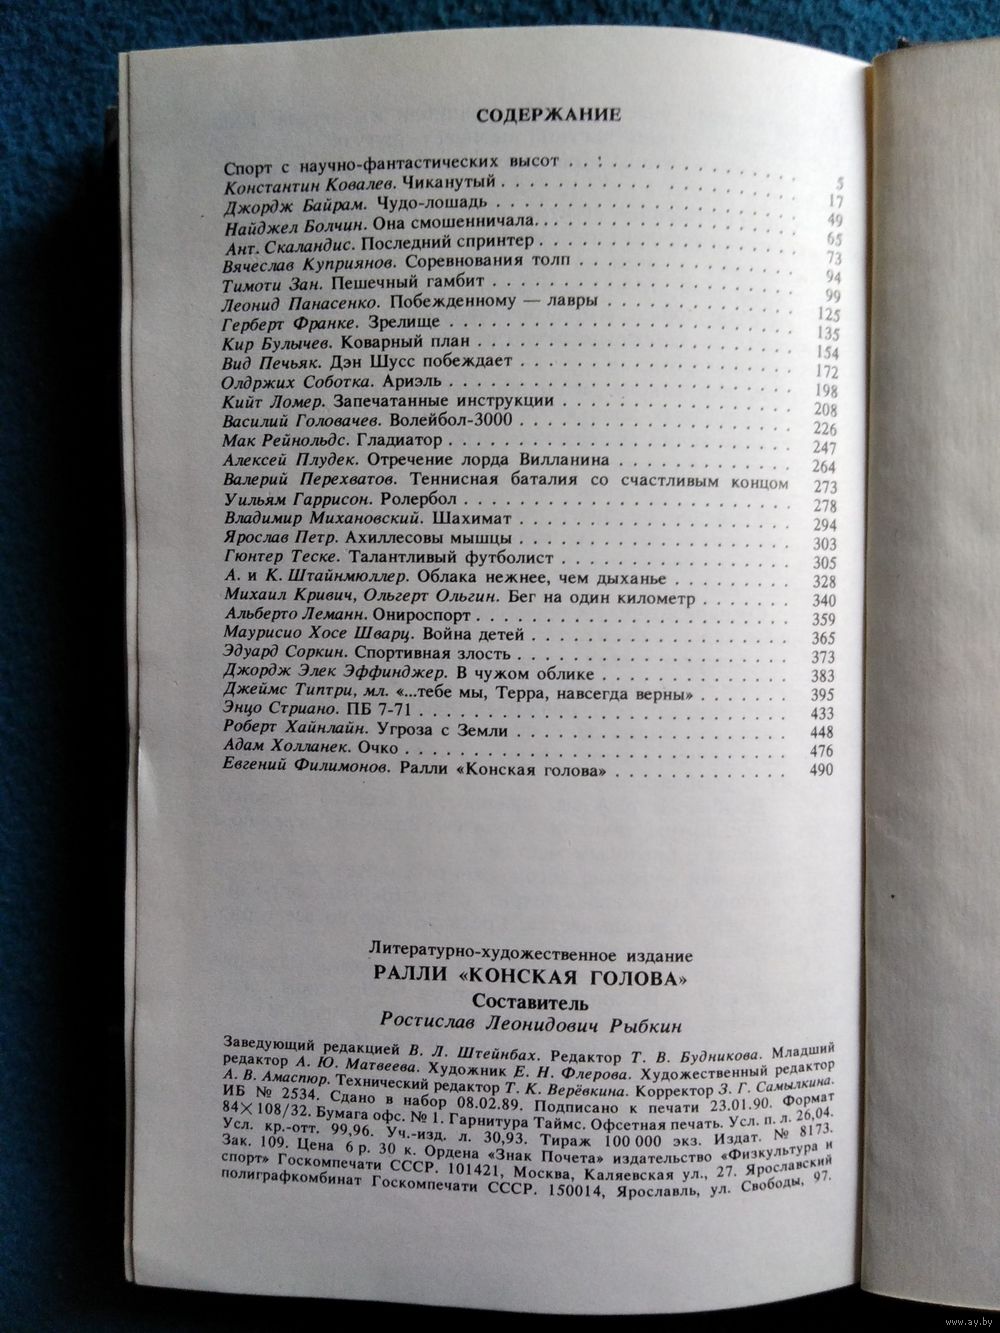 СОДЕРЖАНИЕ
Спорт с научно-фантастических высот . . . . . . . . . . . . . . 5
Константин Ковалев. Чиканутый . . . . . . . . . . . . . . 17
Джордж Байрам. Чудо-лошадь . . . . . . . . . . . . . . 49
Найджел Болчин. Она смошенничала. . . . . . . . . . . . . . 65
Ант. Скаландис. Последний спринтер . . . . . . . . . . . . . . 73
Вячеслав Куприянов. Соревнования толп . . . . . . . . . . . . . . 94
Тимоти Зан. Пешечный гамбит . . . . . . . . . . . . . . 99
Леонид Панасенко. Побежденному — лавры . . . . . . . . . . . . . . 125
Герберт Франке. Зрелище . . . . . . . . . . . . . . 135
Кир Булычев. Коварный план . . . . . . . . . . . . . . 154
Вид Печьяк. Дэн Шусс побеждает . . . . . . . . . . . . . . 172
Олдржих Соботка. Ариэль . . . . . . . . . . . . . . 198
Кийт Ломер. Запечатанные инструкции . . . . . . . . . . . . . . 208
Василий Головачев. Волейбол-3000 . . . . . . . . . . . . . . 226
Мак Рейнольдс. Гладиатор . . . . . . . . . . . . . . 247
Алексей Плудек. Отречение лорда Вилланина . . . . . . . . . . . . . . 264
Валерий Перехватов. Теннисная баталия со счастливым концом 273
Уильям Гаррисон. Ролербол . . . . . . . . . . . . . . 278
Владимир Михановский. Шахимат . . . . . . . . . . . . . . 294
Ярослав Петр. Ахиллесовы мышцы . . . . . . . . . . . . . . 303
Гюнтер Теске. Талантливый футболист . . . . . . . . . . . . . . 305
А. и К. Штайнмюллер. Облака нежнее, чем дыханье . . . . . . . . . 328
Михаил Кривич, Ольгерт Ольгин. Бег на один километр . . . . . . . 340
Альберто Леманн. Онироспорт . . . . . . . . . . . . . . 359
Маурисио Хосе Шварц. Война детей . . . . . . . . . . . . . . 365
Эдуард Соркин. Спортивная злость . . . . . . . . . . . . . . 373
Джордж Элек Эффинджер. В чужом облике . . . . . . . . . . . . . . 383
Джеймс Типтри, мл. «...тебе мы, Терра, навсегда верны» . . . . . . . 395
Энцо Стриано. ПБ 7-71 . . . . . . . . . . . . . . 433
Роберт Хайнлайн. Угроза с Земли . . . . . . . . . . . . . . 448
Адам Холланек. Очко . . . . . . . . . . . . . . 476
Евгений Филимонов. Ралли «Конская голова» . . . . . . . . . . . . . 490
Литературно-художественное издание
РАЛЛИ «КОНСКАЯ ГОЛОВА»
Составитель
Ростислав Леонидович Рыбкин
Заведующий редакцией В. Л. Штейнбах. Редактор Т. В. Будникова. Младший
редактор А. Ю. Матвеева. Художник Е. Н. Флерова. Художественный редактор
А. В. Амаспюр. Технический редактор Т. К. Верёвкина. Корректор З. Г. Самылкина.
ИБ № 2534. Сдано в набор 08.02.89. Подписано к печати 23.01.90. Формат
84×108/32. Бумага офс. № 1. Гарнитура Таймс. Офсетная печать. Усл. п. л. 26,04.
Усл. кр.-отт. 99,96. Уч.-изд. л. 30,93. Тираж 100 000 экз. Издат. № 8173.
Зак. 109. Цена 6 р. 30 к. Ордена «Знак Почета» издательство «Физкультура и
спорт» Госкомпечати СССР. 101421, Москва, Каляевская ул., 27. Ярославский
полиграфкомбинат Госкомпечати СССР. 150014, Ярославль, ул. Свободы, 97.
www.ay.by